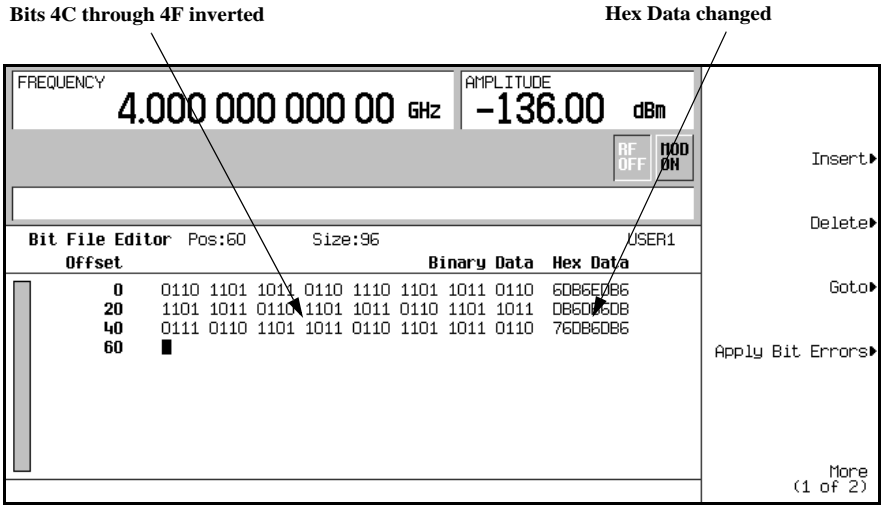 Bits 4C through 4F inverted
Hex Data changed
FREQUENCY
4.000 000 000 00 GHz
AMPLITUDE
-136.00 dBm
RF OFF
MOD ON
Insert
Delete
Goto
Apply Bit Errors
More
(1 of 2)
Bit File Editor Pos:60 Size:96 USER1
Offset Binary Data Hex Data
0 0110 1101 1011 0110 1110 1101 1011 0110 6DB6EDB6
20 1101 1011 0110 1101 1011 0110 1101 1011 DB6DB6DB
40 0111 0110 1101 1011 0110 1101 1011 0110 76DB6DB6
60